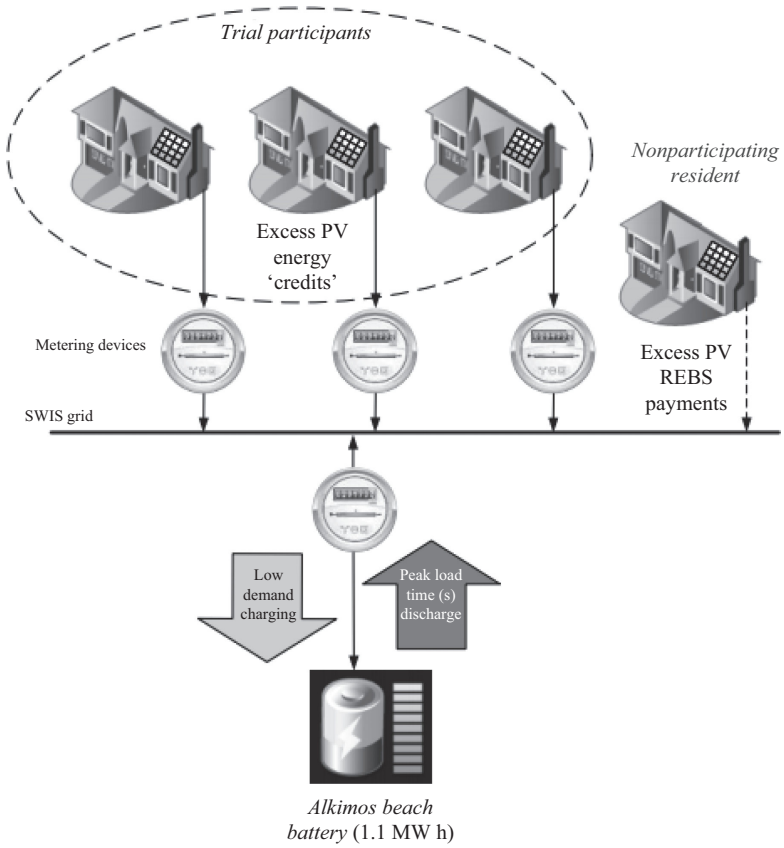 Trial participants
Nonparticipating
resident
Excess PV
energy
‘credits’
Metering devices
Excess PV
REBS
payments
SWIS grid
Low
demand
charging
Peak load
time (s)
discharge
Alkimos beach
battery (1.1 MW h)